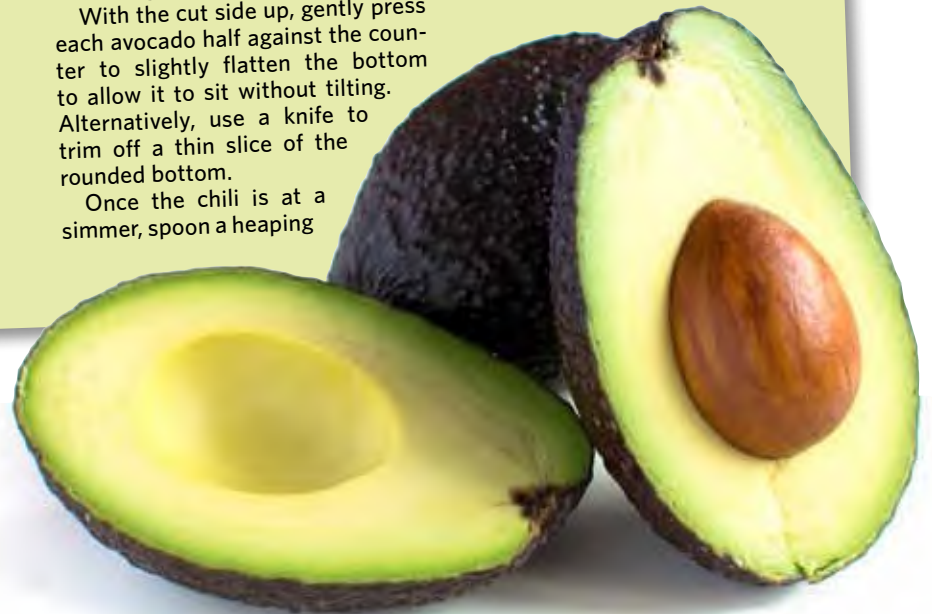 With the cut side up, gently press
each avocado half against the coun-
ter to slightly flatten the bottom
to allow it to sit without tilting.
Alternatively, use a knife to
trim off a thin slice of the
rounded bottom.
Once the chili is at a
simmer, spoon a heaping